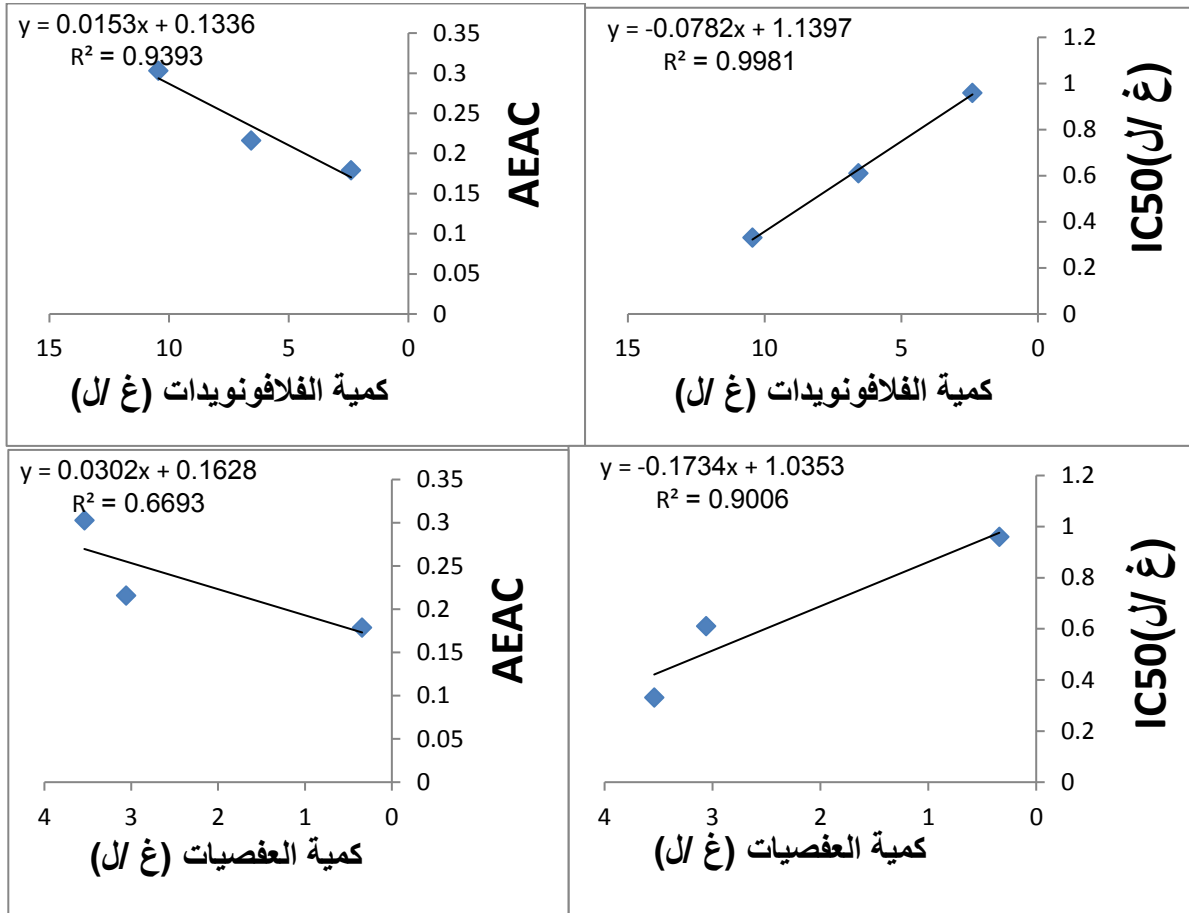 y = 0.0153x + 0.1336
R² = 0.9393
0.35
0.3
0.25
0.2
0.15
0.1
0.05
0
AEAC
15 10 5 0
كمية الفلافونويدات (غ /ل)
y = -0.0782x + 1.1397
R² = 0.9981
1.2
1
0.8
0.6
0.4
0.2
0
IC50(غ /ل)
15 10 5 0
كمية الفلافونويدات (غ /ل)
y = 0.0302x + 0.1628
R² = 0.6693
0.35
0.3
0.25
0.2
0.15
0.1
0.05
0
AEAC
4 3 2 1 0
كمية العفصيات (غ /ل)
y = -0.1734x + 1.0353
R² = 0.9006
1.2
1
0.8
0.6
0.4
0.2
0
IC50(غ /ل)
4 3 2 1 0
كمية العفصيات (غ /ل)